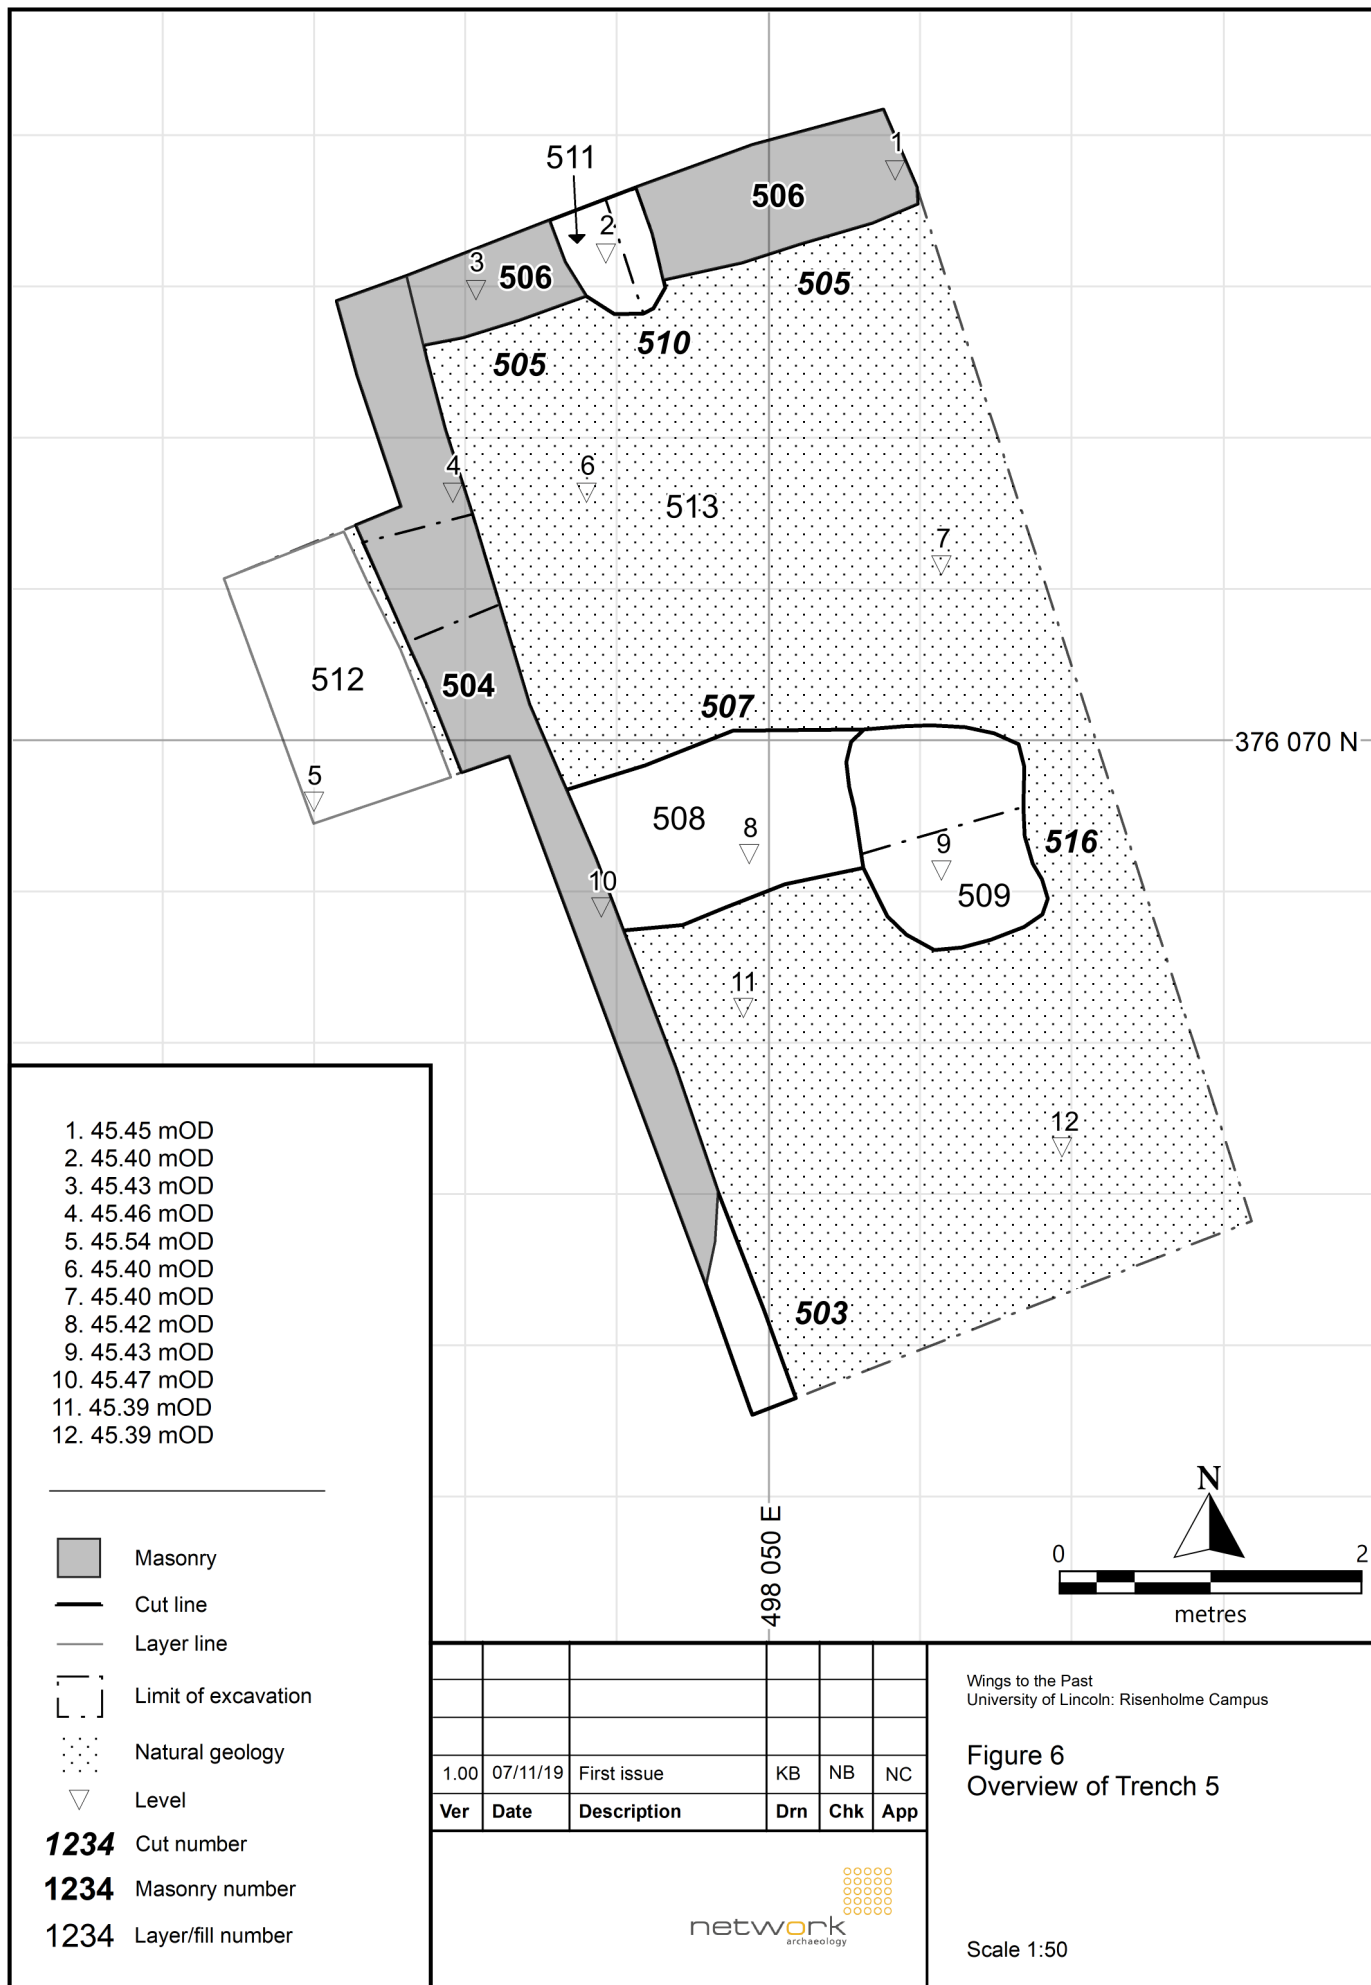 511
1
506
2
3
506
505
510
505
4
6
513
7
512
504
507
376 070 N
5
508
8
516
9
10
509
11
12
503
1. 45.45 mOD
2. 45.40 mOD
3. 45.43 mOD
4. 45.46 mOD
5. 45.54 mOD
6. 45.40 mOD
7. 45.40 mOD
8. 45.42 mOD
9. 45.43 mOD
10. 45.47 mOD
11. 45.39 mOD
12. 45.39 mOD
Masonry
Cut line
Layer line
Limit of excavation
Natural geology
Level
1234 Cut number
1234 Masonry number
1234 Layer/fill number
498 050 E
N
0 2
metres
1.00 07/11/19 First issue KB NB NC
Ver Date Description Drn Chk App
network
archaeology
Wings to the Past
University of Lincoln: Risenholme Campus
Figure 6
Overview of Trench 5
Scale 1:50